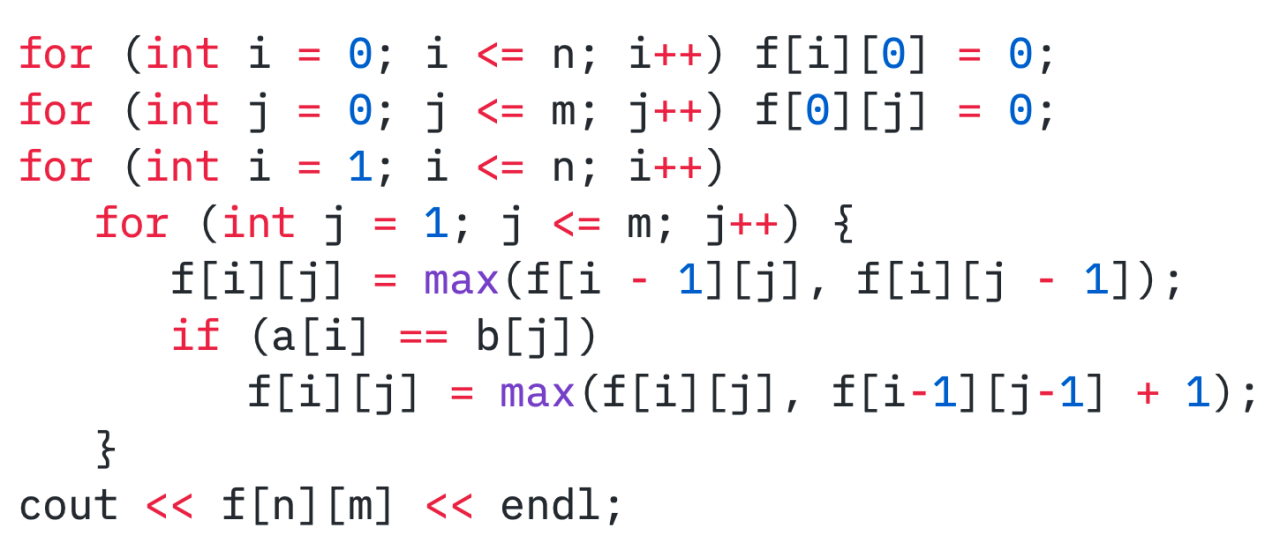 for (int i = 0; i <= n; i++) f[i][0] = 0;
for (int j = 0; j <= m; j++) f[0][j] = 0;
for (int i = 1; i <= n; i++)
   for (int j = 1; j <= m; j++) {
      f[i][j] = max(f[i - 1][j], f[i][j - 1]);
      if (a[i] == b[j])
         f[i][j] = max(f[i][j], f[i-1][j-1] + 1);
   }
cout << f[n][m] << endl;